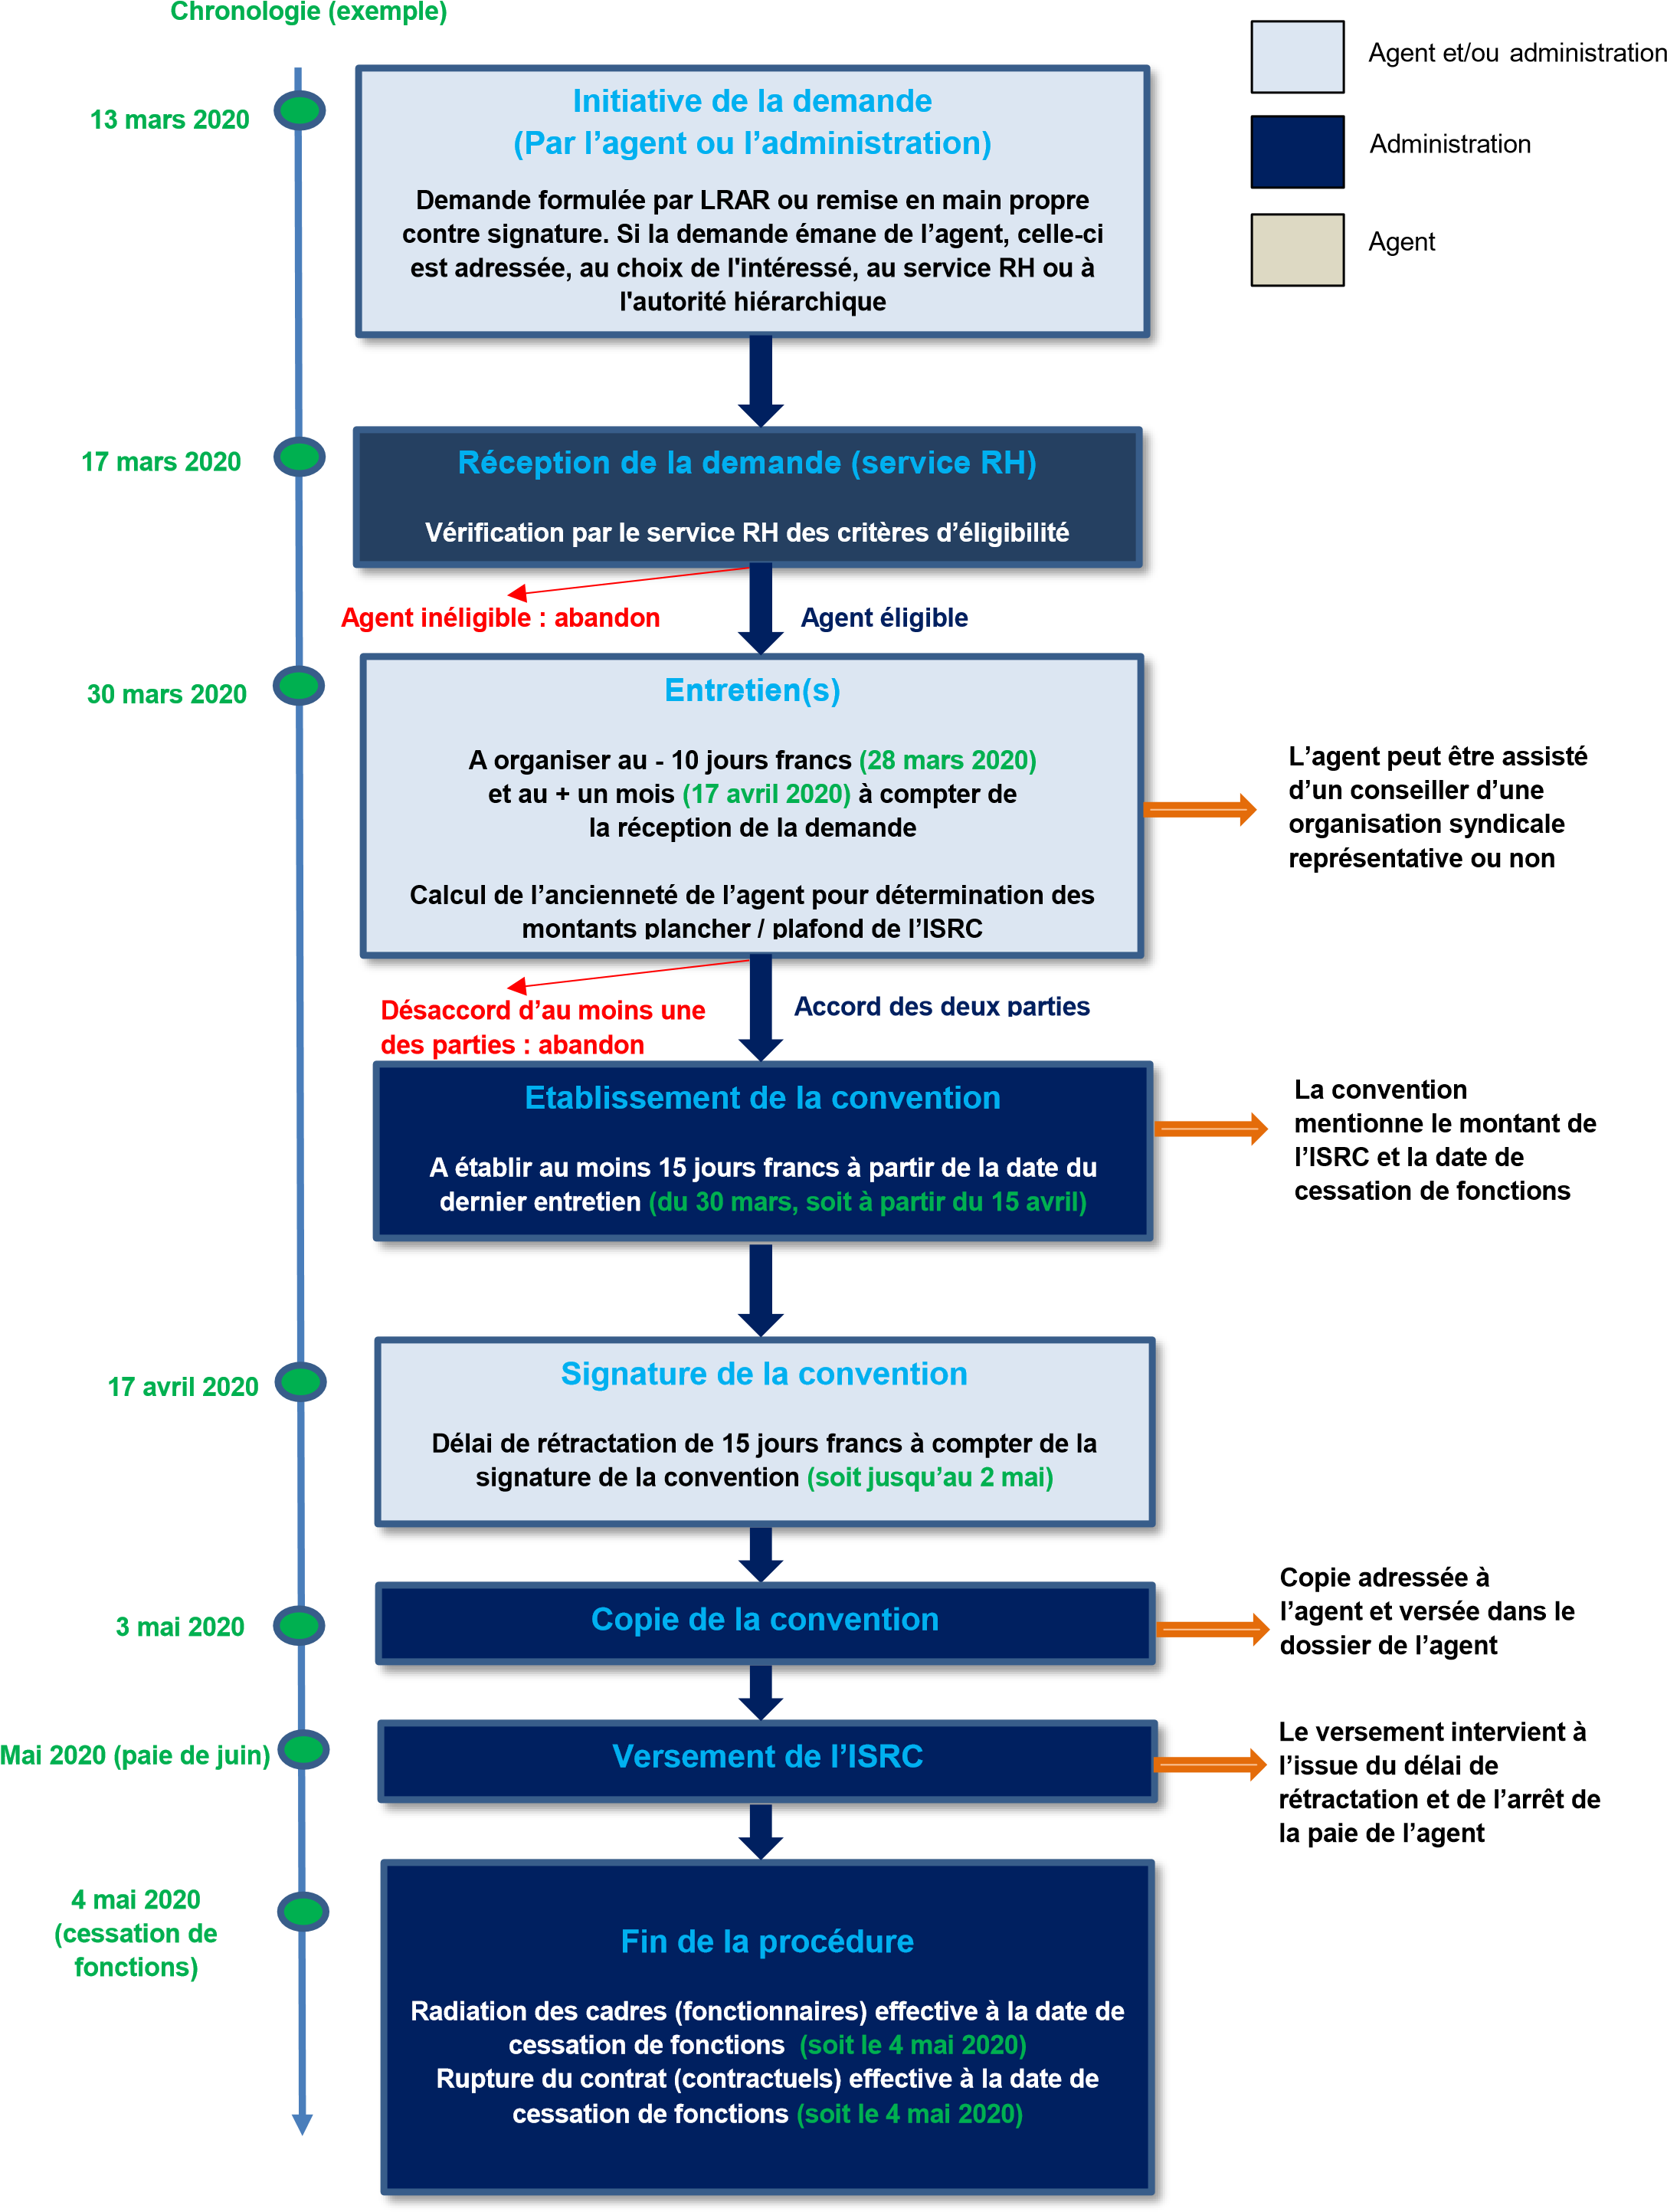 Chronologie (exemple)
Agent et/ou administration
Administration
Agent
13 mars 2020
Initiative de la demande
(Par l’agent ou l’administration)
Demande formulée par LRAR ou remise en main propre
contre signature. Si la demande émane de l’agent, celle-ci
est adressée, au choix de l'intéressé, au service RH ou à
l'autorité hiérarchique
17 mars 2020
Réception de la demande (service RH)
Vérification par le service RH des critères d’éligibilité
Agent inéligible : abandon
Agent éligible
30 mars 2020
Entretien(s)
A organiser au - 10 jours francs (28 mars 2020)
et au + un mois (17 avril 2020) à compter de
la réception de la demande
Calcul de l’ancienneté de l’agent pour détermination des
montants plancher / plafond de l’ISRC
L’agent peut être assisté
d’un conseiller d’une
organisation syndicale
représentative ou non
Désaccord d’au moins une
des parties : abandon
Accord des deux parties
Etablissement de la convention
A établir au moins 15 jours francs à partir de la date du
dernier entretien (du 30 mars, soit à partir du 15 avril)
La convention
mentionne le montant de
l’ISRC et la date de
cessation de fonctions
17 avril 2020
Signature de la convention
Délai de rétractation de 15 jours francs à compter de la
signature de la convention (soit jusqu’au 2 mai)
3 mai 2020
Copie de la convention
Copie adressée à
l’agent et versée dans le
dossier de l’agent
Mai 2020 (paie de juin)
Versement de l’ISRC
Le versement intervient à
l’issue du délai de
rétractation et de l’arrêt de
la paie de l’agent
4 mai 2020
(cessation de
fonctions)
Fin de la procédure
Radiation des cadres (fonctionnaires) effective à la date de
cessation de fonctions (soit le 4 mai 2020)
Rupture du contrat (contractuels) effective à la date de
cessation de fonctions (soit le 4 mai 2020)